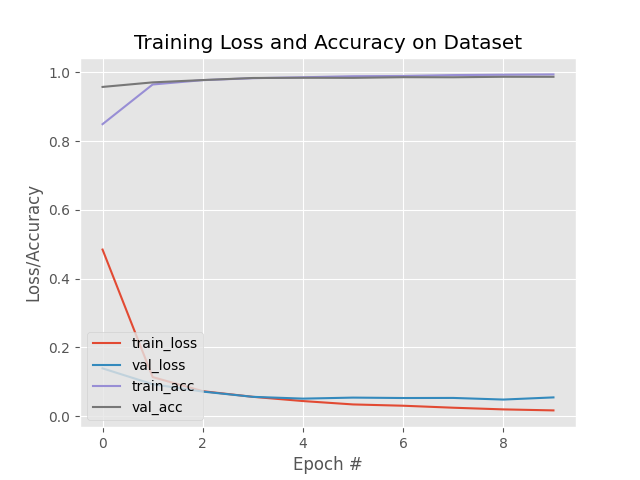 Training Loss and Accuracy on Dataset
Loss/Accuracy
1.0
0.8
0.6
0.4
0.2
0.0
train_loss
val_loss
train_acc
val_acc
0 2 4 6 8
Epoch #